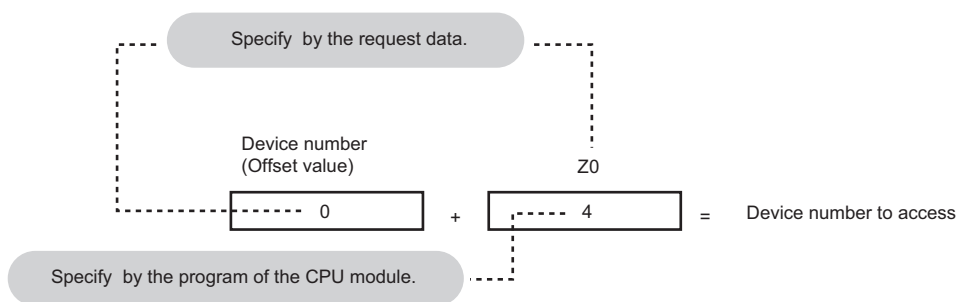 Specify by the request data.
Device number
(Offset value)
Z0
0 + 4 = Device number to access
Specify by the program of the CPU module.